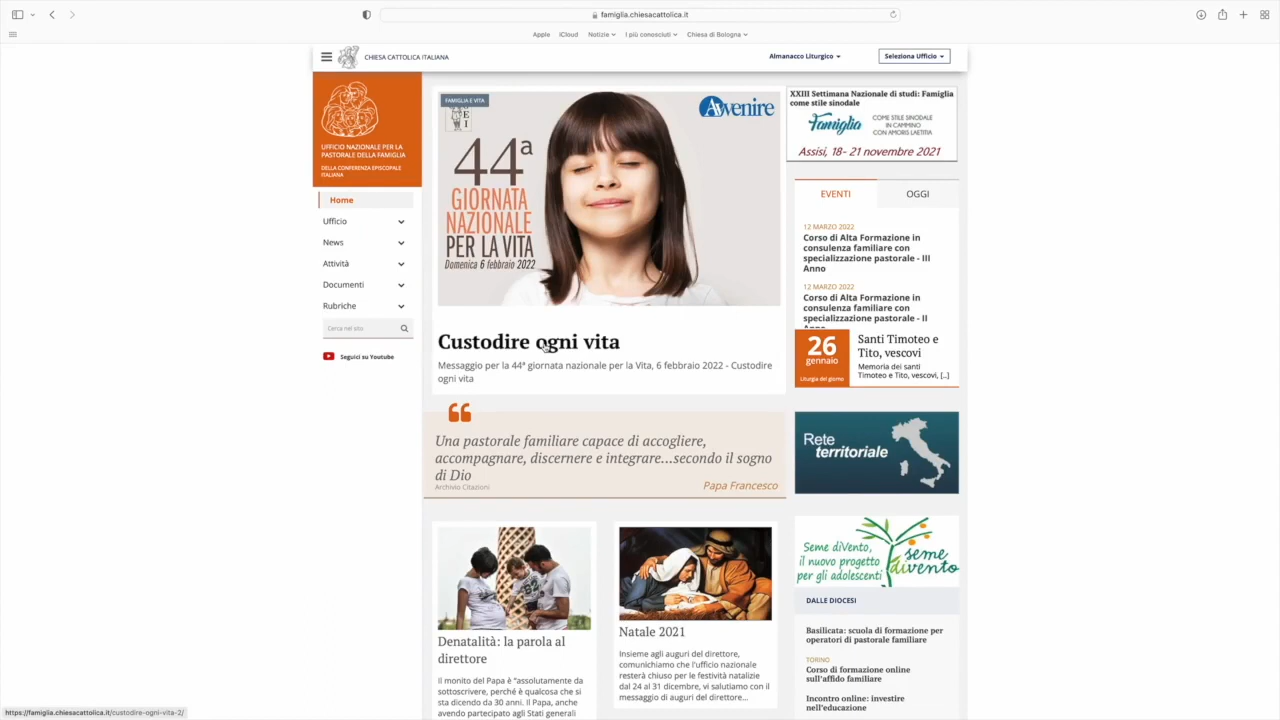 famiglia.chiesacattolica.it
Apple iCloud Notizie I più conosciuti Chiesa di Bologna
CHIESA CATTOLICA ITALIANA
Almanacco Liturgico
Seleziona Ufficio
UFFICIO NAZIONALE PER LA
PASTORALE DELLA FAMIGLIA
DELLA CONFERENZA EPISCOPALE
ITALIANA
Home
Ufficio
News
Attività
Documenti
Rubriche
Cerca nel sito
Seguici su Youtube
FAMIGLIA E VITA
Avvenire
44ª
GIORNATA
NAZIONALE
PER LA VITA
Domenica 6 febbraio 2022
Custodire ogni vita
Messaggio per la 44ª giornata nazionale per la Vita, 6 febbraio 2022 - Custodire
ogni vita
Una pastorale familiare capace di accogliere,
accompagnare, discernere e integrare...secondo il sogno
di Dio
Archivio Citazioni
Papa Francesco
Denatalità: la parola al
direttore
Il monito del Papa è "assolutamente da
sottoscrivere, perché è qualcosa che si
sta dicendo da 30 anni. Il Papa, anche
avendo partecipato agli Stati generali
Natale 2021
Insieme agli auguri del direttore,
comunichiamo che l'ufficio nazionale
resterà chiuso per le festività natalizie
dal 24 al 31 dicembre, vi salutiamo con il
messaggio di auguri del direttore...
XXIII Settimana Nazionale di studi: Famiglia
come stile sinodale
Famiglia
COME STILE SINODALE
IN CAMMINO
CON AMORIS LAETITIA
Assisi, 18- 21 novembre 2021
EVENTI
OGGI
12 MARZO 2022
Corso di Alta Formazione in
consulenza familiare con
specializzazione pastorale - III
Anno
12 MARZO 2022
Corso di Alta Formazione in
consulenza familiare con
specializzazione pastorale - II
Anno
26
gennaio
Liturgia del giorno
Santi Timoteo e
Tito, vescovi
Memoria dei santi
Timoteo e Tito, vescovi, [..]
Rete
territoriale
Seme diVento,
il nuovo progetto
per gli adolescenti
seme
divento
DALLE DIOCESI
Basilicata: scuola di formazione per
operatori di pastorale familiare
TORINO
Corso di formazione online
sull'affido familiare
Incontro online: investire
nell'educazione
https://famiglia.chiesacattolica.it/custodire-ogni-vita-2/